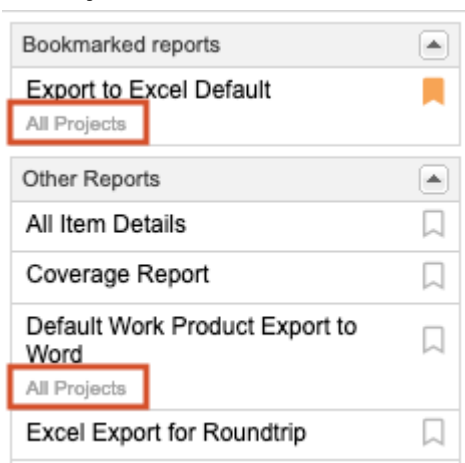 Bookmarked reports
Export to Excel Default
All Projects
Other Reports
All Item Details
Coverage Report
Default Work Product Export to
Word
All Projects
Excel Export for Roundtrip